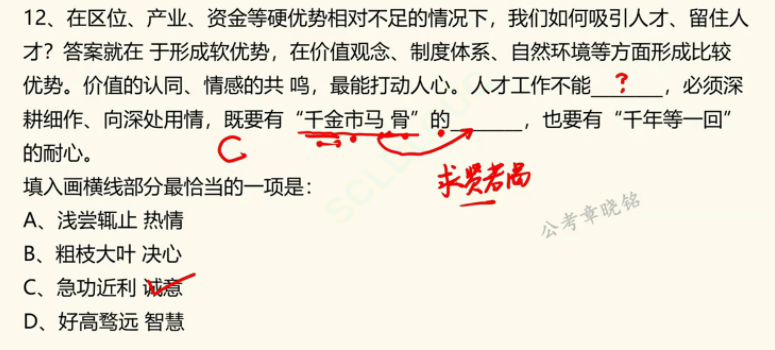 12、在区位、产业、资金等硬优势相对不足的情况下，我们如何吸引人才、留住人
才？答案就在 于形成软优势，在价值观念、制度体系、自然环境等方面形成比较
优势。价值的认同、情感的共 鸣，最能打动人心。人才工作不能_______，必须深
？
耕细作、向深处用情，既要有“千金市马 骨”的_______，也要有“千年等一回”
的耐心。
C
求贤若渴
填入画横线部分最恰当的一项是：
A、浅尝辄止 热情
B、粗枝大叶 决心
C、急功近利 诚意
D、好高骛远 智慧
公考章晓铭